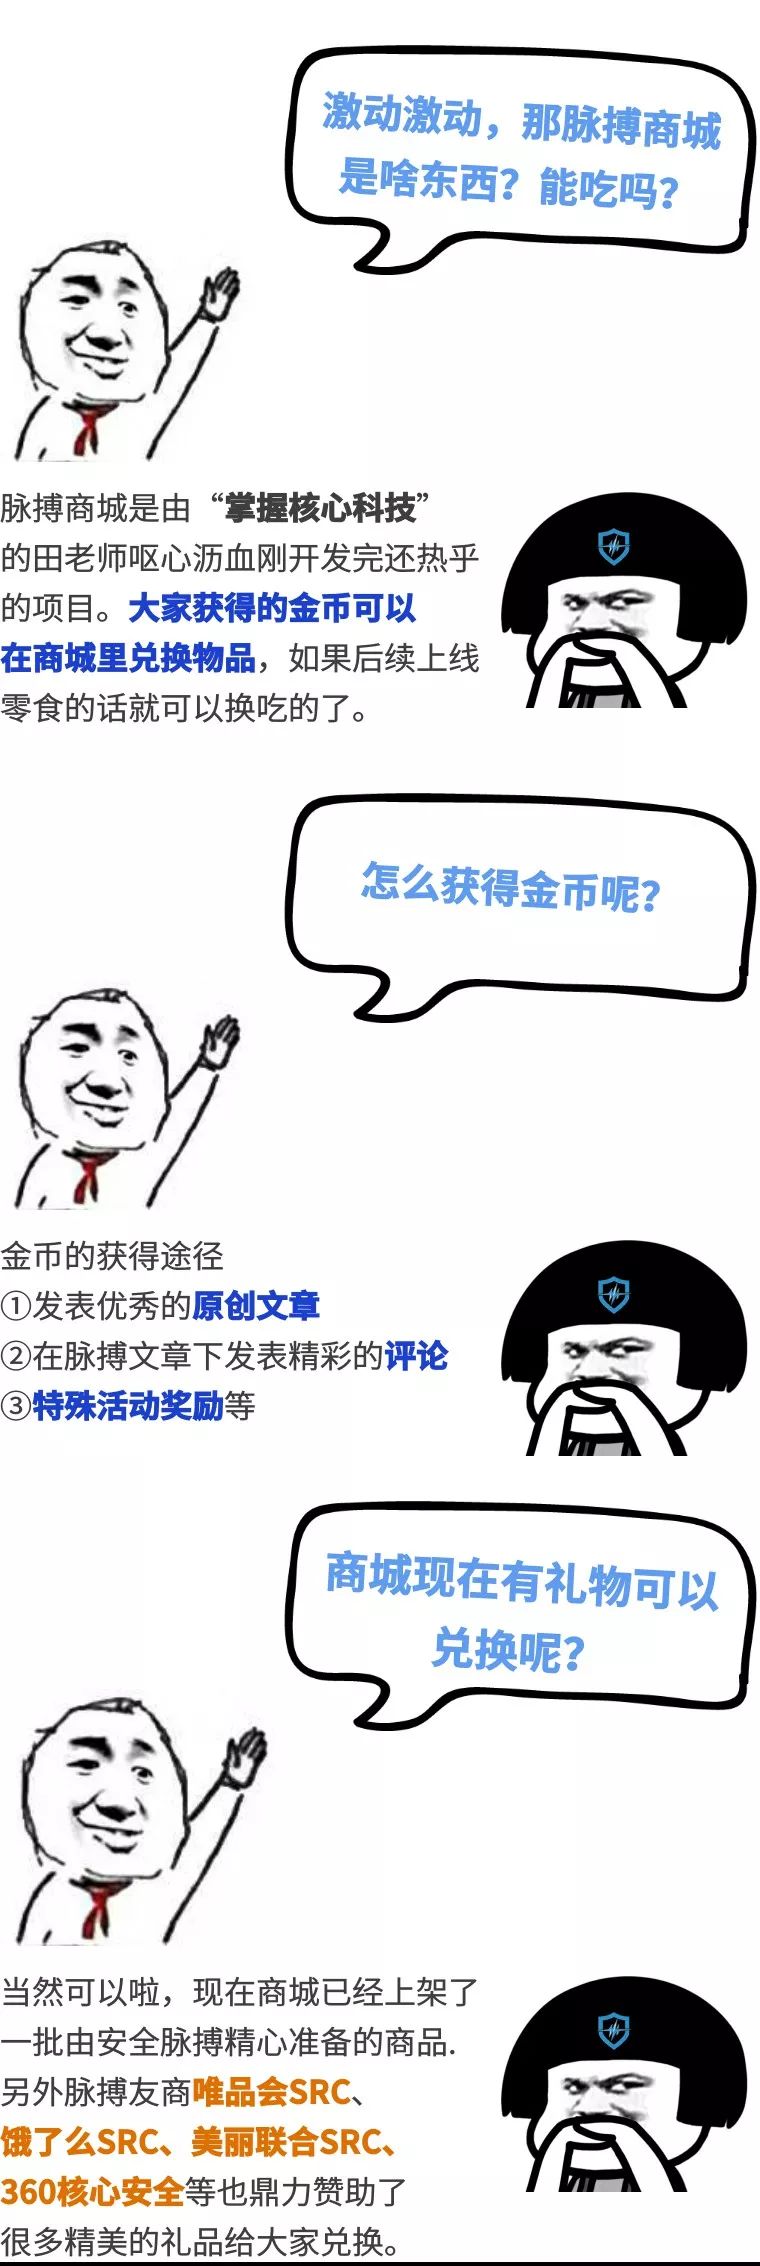 激动激动，那脉搏商城
是啥东西？能吃吗？
脉搏商城是由“掌握核心科技”
的田老师呕心沥血刚开发完还热乎
的项目。大家获得的金币可以
在商城里兑换物品，如果后续上线
零食的话就可以换吃的了。
怎么获得金币呢？
金币的获得途径
①发表优秀的原创文章
②在脉搏文章下发表精彩的评论
③特殊活动奖励等
商城现在有礼物可以
兑换呢？
当然可以啦，现在商城已经上架了
一批由安全脉搏精心准备的商品.
另外脉搏友商唯品会SRC、
饿了么SRC、美丽联合SRC、
360核心安全等也鼎力赞助了
很多精美的礼品给大家兑换。